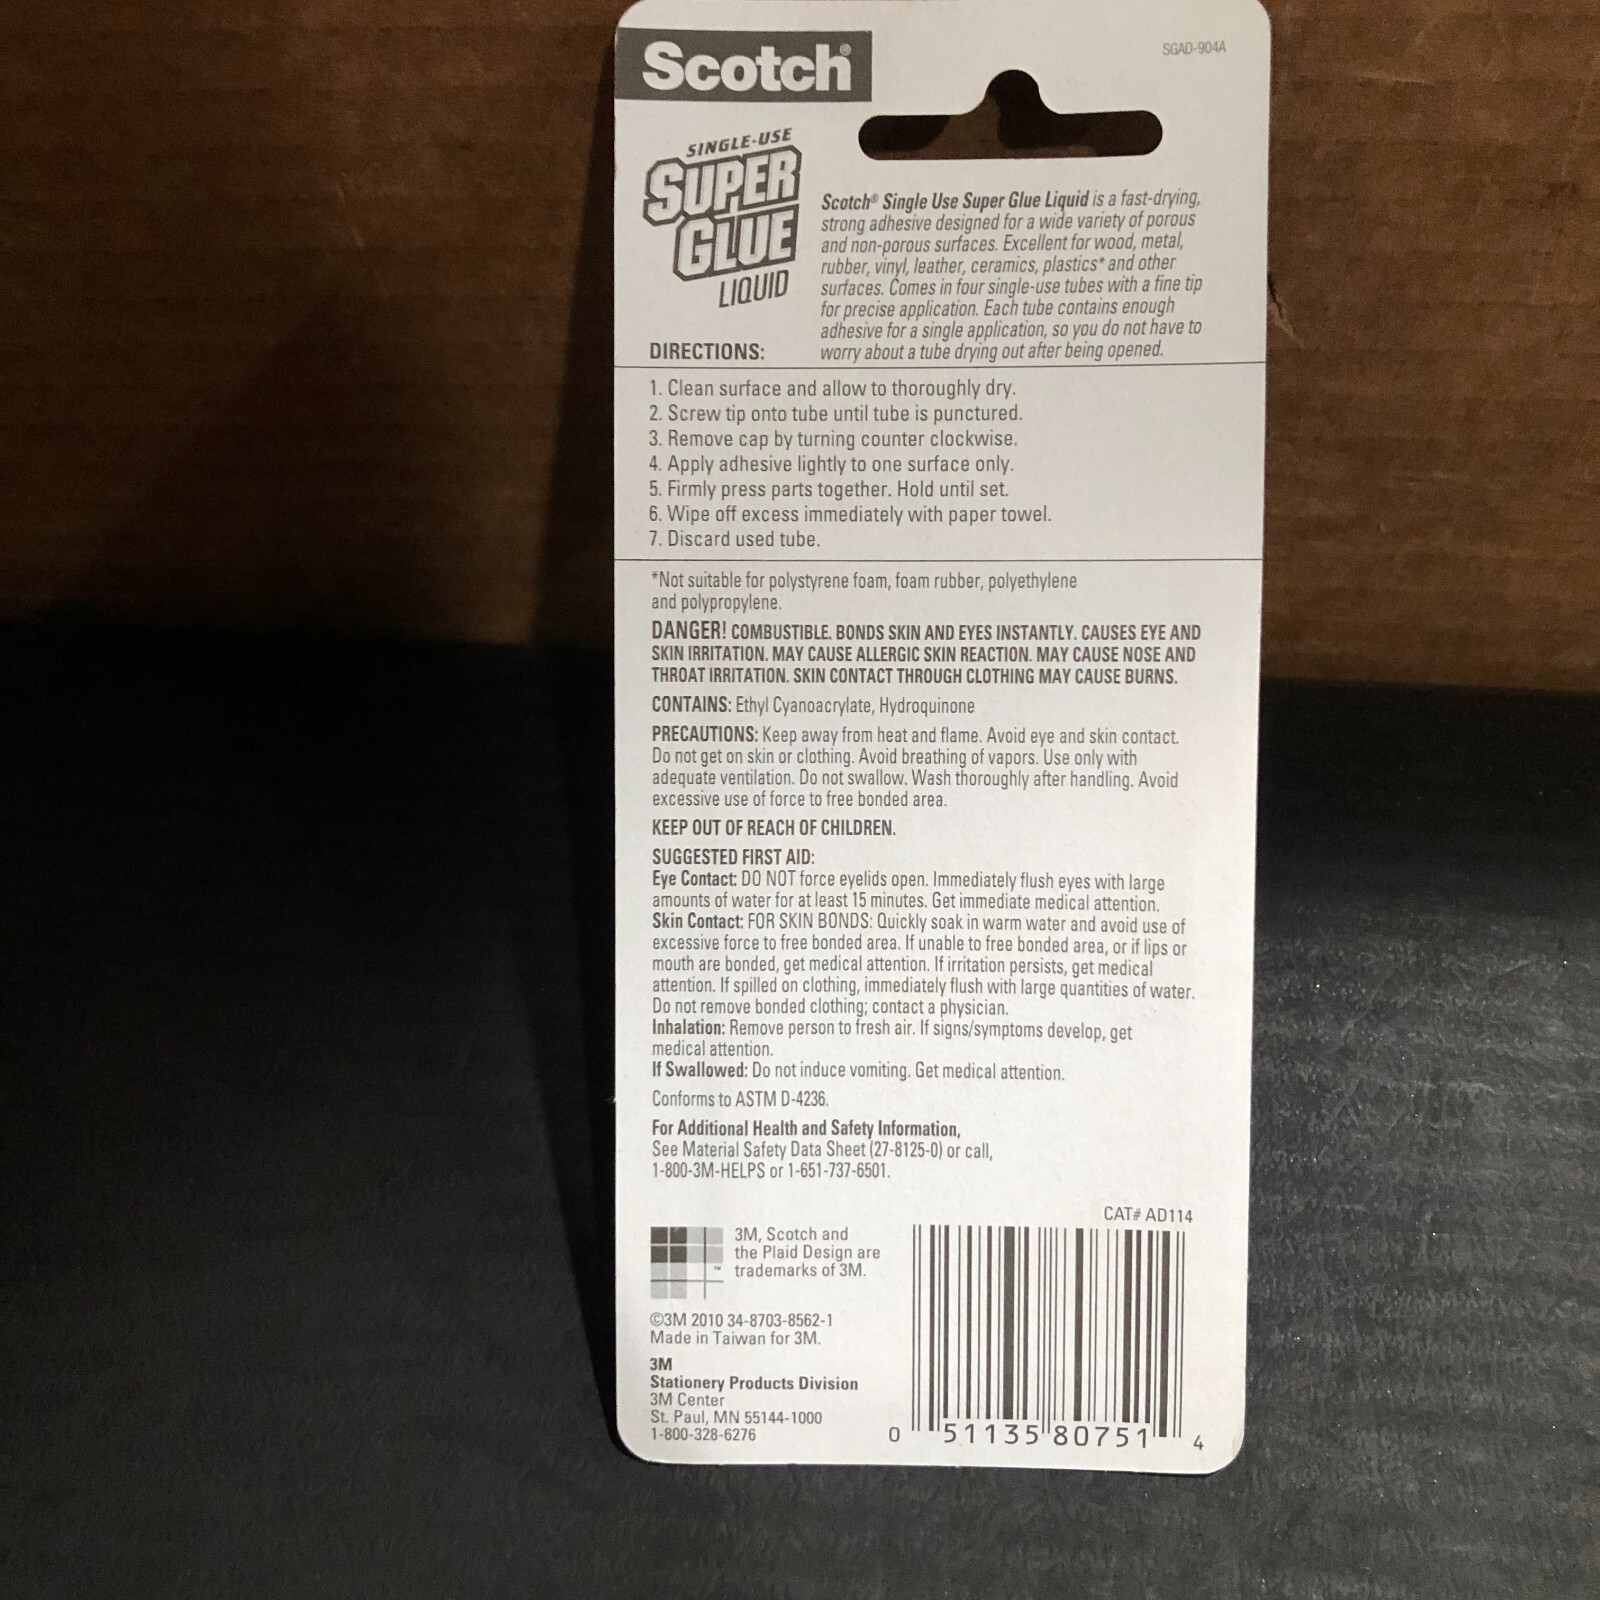 Scotch®
SGAD-904A
SINGLE-USE
SUPER
GLUE
LIQUID
Scotch® Single Use Super Glue Liquid is a fast-drying,
strong adhesive designed for a wide variety of porous
and non-porous surfaces. Excellent for wood, metal,
rubber, vinyl, leather, ceramics, plastics* and other
surfaces. Comes in four single-use tubes with a fine tip
for precise application. Each tube contains enough
adhesive for a single application, so you do not have to
worry about a tube drying out after being opened.
DIRECTIONS:
1. Clean surface and allow to thoroughly dry.
2. Screw tip onto tube until tube is punctured.
3. Remove cap by turning counter clockwise.
4. Apply adhesive lightly to one surface only.
5. Firmly press parts together. Hold until set.
6. Wipe off excess immediately with paper towel.
7. Discard used tube.
*Not suitable for polystyrene foam, foam rubber, polyethylene
and polypropylene.
DANGER! COMBUSTIBLE. BONDS SKIN AND EYES INSTANTLY. CAUSES EYE AND
SKIN IRRITATION. MAY CAUSE ALLERGIC SKIN REACTION. MAY CAUSE NOSE AND
THROAT IRRITATION. SKIN CONTACT THROUGH CLOTHING MAY CAUSE BURNS.
CONTAINS: Ethyl Cyanoacrylate, Hydroquinone
PRECAUTIONS: Keep away from heat and flame. Avoid eye and skin contact.
Do not get on skin or clothing. Avoid breathing of vapors. Use only with
adequate ventilation. Do not swallow. Wash thoroughly after handling. Avoid
excessive use of force to free bonded area.
KEEP OUT OF REACH OF CHILDREN.
SUGGESTED FIRST AID:
Eye Contact: DO NOT force eyelids open. Immediately flush eyes with large
amounts of water for at least 15 minutes. Get immediate medical attention.
Skin Contact: FOR SKIN BONDS: Quickly soak in warm water and avoid use of
excessive force to free bonded area. If unable to free bonded area, or if lips or
mouth are bonded, get medical attention. If irritation persists, get medical
attention. If spilled on clothing, immediately flush with large quantities of water.
Do not remove bonded clothing; contact a physician.
Inhalation: Remove person to fresh air. If signs/symptoms develop, get
medical attention.
If Swallowed: Do not induce vomiting. Get medical attention.
Conforms to ASTM D-4236.
For Additional Health and Safety Information,
See Material Safety Data Sheet (27-8125-0) or call,
1-800-3M-HELPS or 1-651-737-6501.
CAT# AD114
™
3M, Scotch and
the Plaid Design are
trademarks of 3M.
©3M 2010 34-8703-8562-1
Made in Taiwan for 3M.
3M
Stationery Products Division
3M Center
St. Paul, MN 55144-1000
1-800-328-6276
0 51135 80751 4